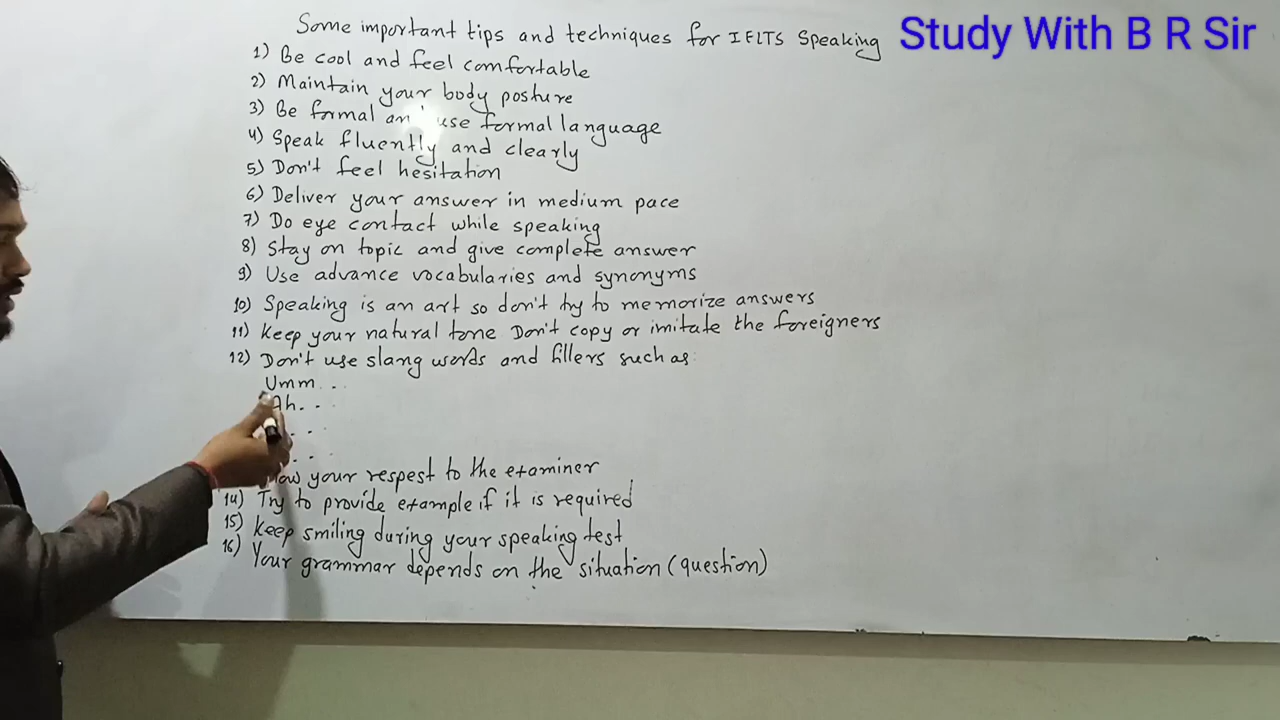 Some important tips and techniques for IELTS Speaking
Study With B R Sir
1) Be cool and feel comfortable
2) Maintain your body posture
3) Be formal an use formal language
4) Speak fluently and clearly
5) Don't feel hesitation
6) Deliver your answer in medium pace
7) Do eye contact while speaking
8) Stay on topic and give complete answer
9) Use advance vocabularies and synonyms
10) Speaking is an art so don't try to memorize answers
11) Keep your natural tone Don't copy or imitate the foreigners
12) Don't use slang words and fillers such as:
Umm...
Ah...
your respest to the examiner
14) Try to provide example if it is required
15) Keep smiling during your speaking test
16) Your grammar depends on the situation (question)